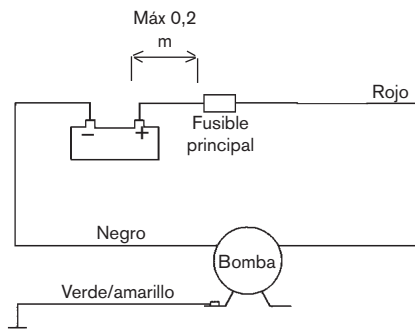 Máx 0,2
m
Rojo
− +
Fusible
principal
Negro
Bomba
Verde/amarillo